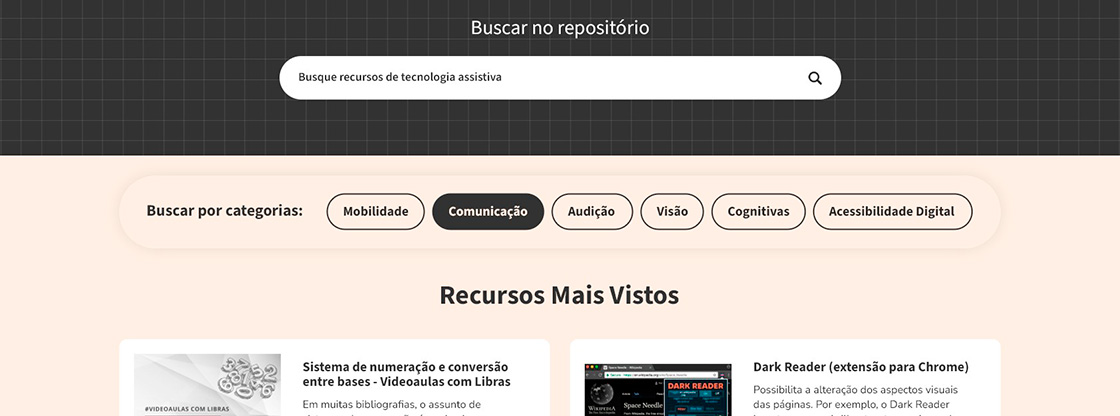 Buscar no repositório
Busque recursos de tecnologia assistiva
Buscar por categorias:
Mobilidade
Comunicação
Audição
Visão
Cognitivas
Acessibilidade Digital
Recursos Mais Vistos
#VIDEOAULAS COM LIBRAS
Sistema de numeração e conversão
entre bases - Videoaulas com Libras
Em muitas bibliografias, o assunto de
WIKIPEDIA
Space Needle
DARK READER
Dark Reader (extensão para Chrome)
Possibilita a alteração dos aspectos visuais
das páginas. Por exemplo, o Dark Reader